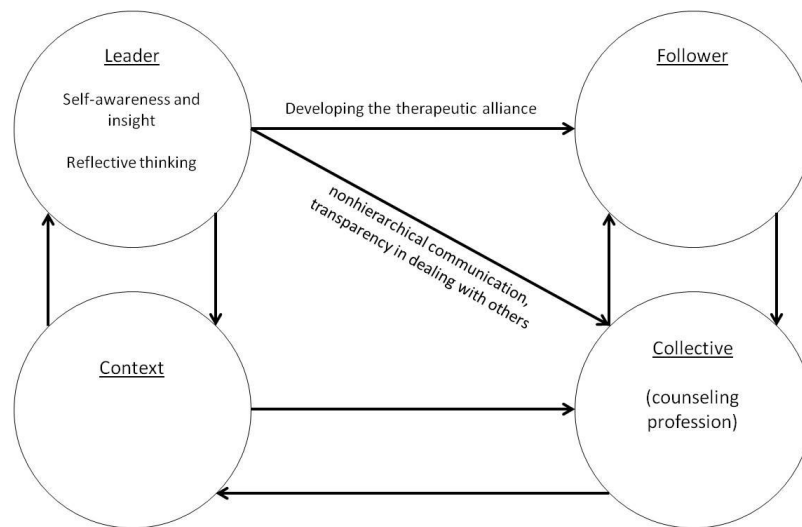 Leader
Self-awareness and
insight
Reflective thinking
Developing the therapeutic alliance
Follower
nonhierarchical communication,
transparency in dealing with others
Context
Collective
(counseling
profession)